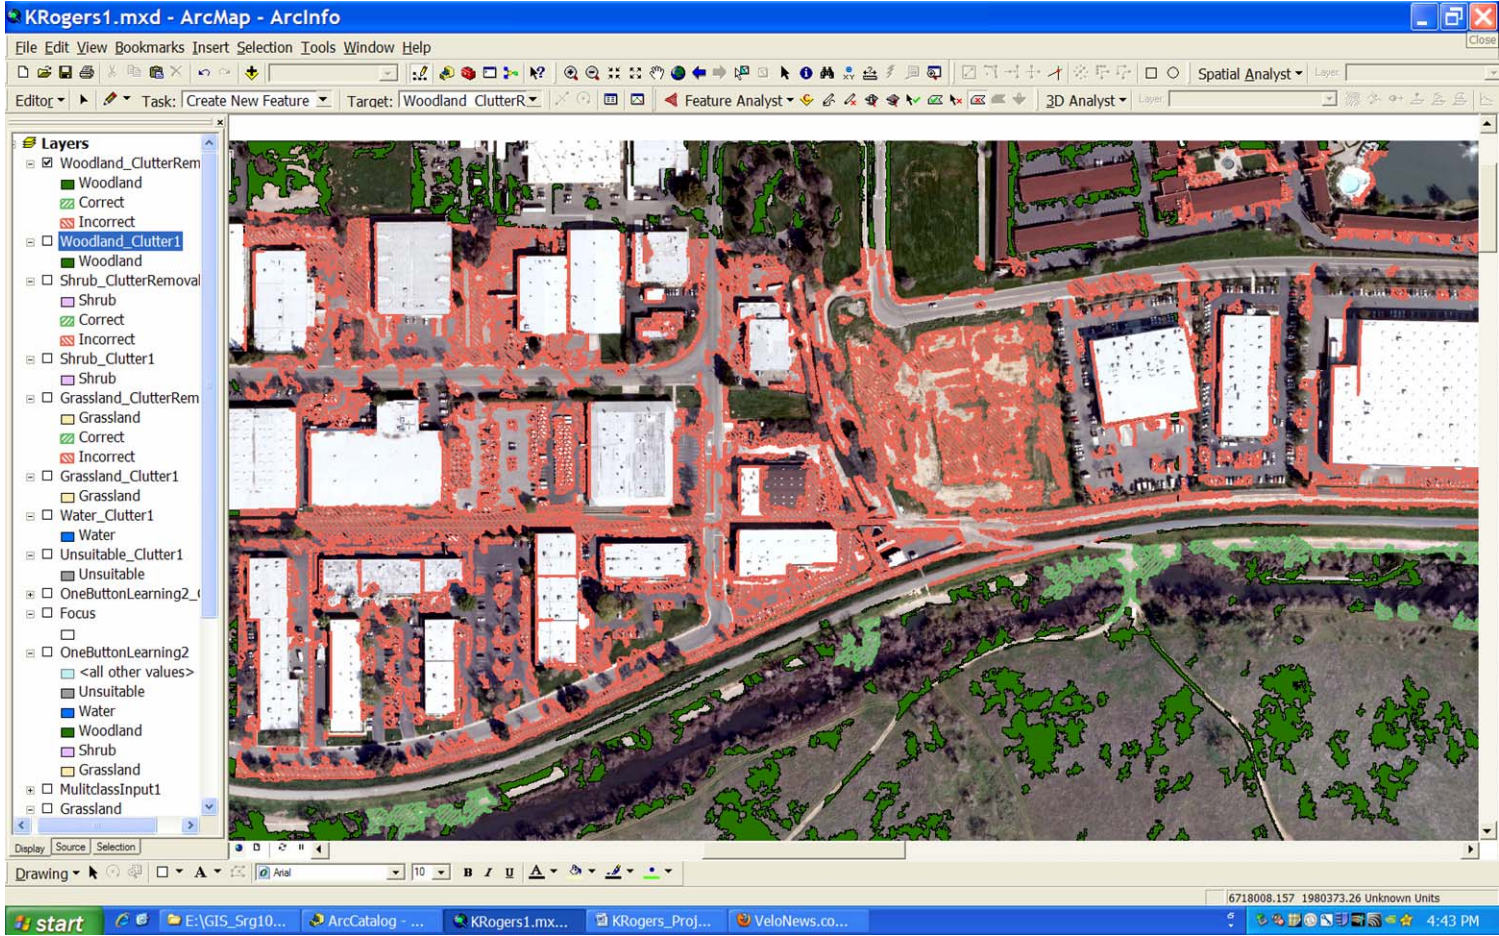 KRogers1.mxd - ArcMap - ArcInfo
Close
File Edit View Bookmarks Insert Selection Tools Window Help
Spatial Analyst Layer:
Editor Task: Create New Feature Target: Woodland_ClutterR Feature Analyst 3D Analyst Layer:
Layers
Woodland_ClutterRem
Woodland
Correct
Incorrect
Woodland_Clutter1
Woodland
Shrub_ClutterRemoval
Shrub
Correct
Incorrect
Shrub_Clutter1
Shrub
Grassland_ClutterRem
Grassland
Correct
Incorrect
Grassland_Clutter1
Grassland
Water_Clutter1
Water
Unsuitable_Clutter1
Unsuitable
OneButtonLearning2_(
Focus
OneButtonLearning2
<all other values>
Unsuitable
Water
Woodland
Shrub
Grassland
MulitclassInput1
Grassland
Display Source Selection
Drawing A Arial 10 B I U A
6718008.157 1980373.26 Unknown Units
start E:\GIS_Srg10... ArcCatalog - ... KRogers1.mx... KRogers_Proj... VeloNews.co... 4:43 PM